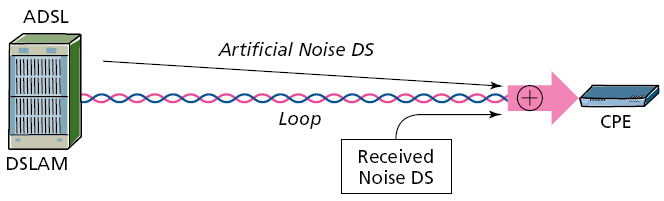 ADSL
Artificial Noise DS
Loop
DSLAM
Received
Noise DS
CPE